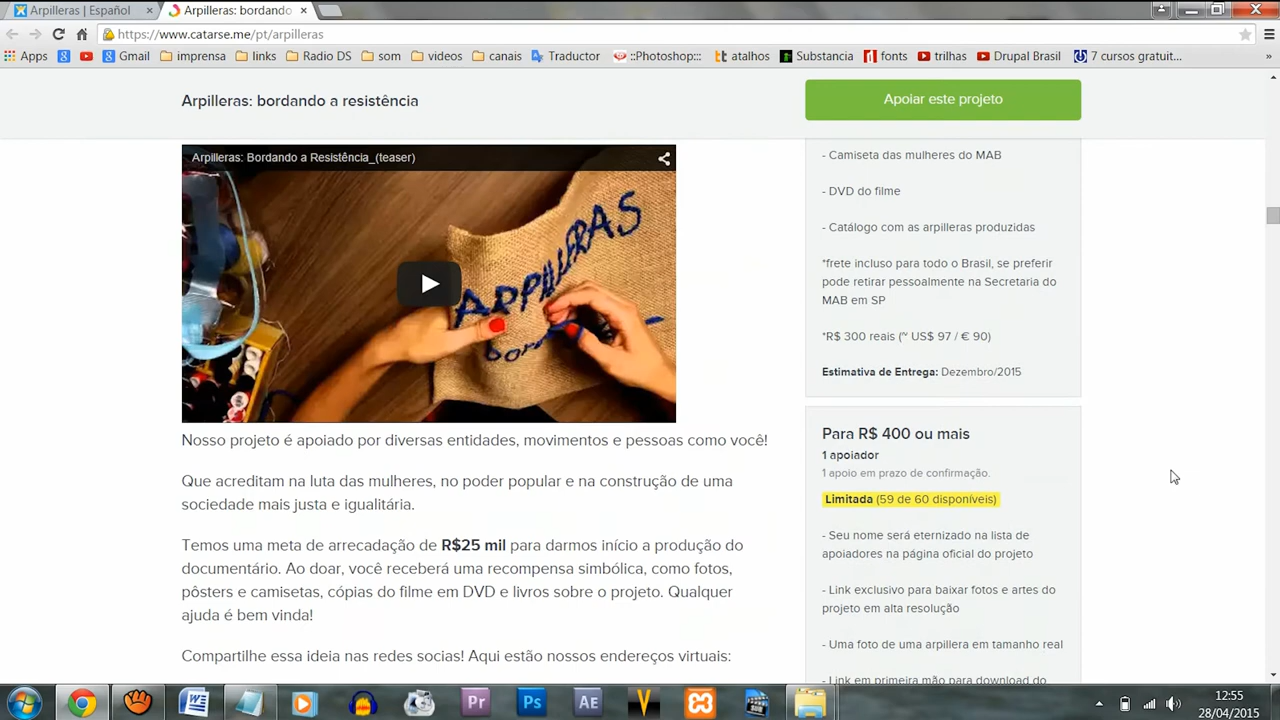 Arpilleras | Español
Arpilleras: bordando
https://www.catarse.me/pt/arpilleras
Apps
Gmail
imprensa
links
Radio DS
som
videos
canais
Traductor
::Photoshop:::
atalhos
Substancia
fonts
trilhas
Drupal Brasil
7 cursos gratuit...
»
Arpilleras: bordando a resistência
Apoiar este projeto
Arpilleras: Bordando a Resistência_(teaser)
ARPILLERAS
bor
Nosso projeto é apoiado por diversas entidades, movimentos e pessoas como você!
Que acreditam na luta das mulheres, no poder popular e na construção de uma
sociedade mais justa e igualitária.
Temos uma meta de arrecadação de R$25 mil para darmos início a produção do
documentário. Ao doar, você receberá uma recompensa simbólica, como fotos,
pôsters e camisetas, cópias do filme em DVD e livros sobre o projeto. Qualquer
ajuda é bem vinda!
Compartilhe essa ideia nas redes socias! Aqui estão nossos endereços virtuais:
- Camiseta das mulheres do MAB
- DVD do filme
- Catálogo com as arpilleras produzidas
*frete incluso para todo o Brasil, se preferir
pode retirar pessoalmente na Secretaria do
MAB em SP
*R$ 300 reais (~ US$ 97 / € 90)
Estimativa de Entrega: Dezembro/2015
Para R$ 400 ou mais
1 apoiador
1 apoio em prazo de confirmação.
Limitada (59 de 60 disponíveis)
- Seu nome será eternizado na lista de
apoiadores na página oficial do projeto
- Link exclusivo para baixar fotos e artes do
projeto em alta resolução
- Uma foto de uma arpillera em tamanho real
- Link em primeira mão para download do
Pr
Ps
AE
V
12:55
28/04/2015